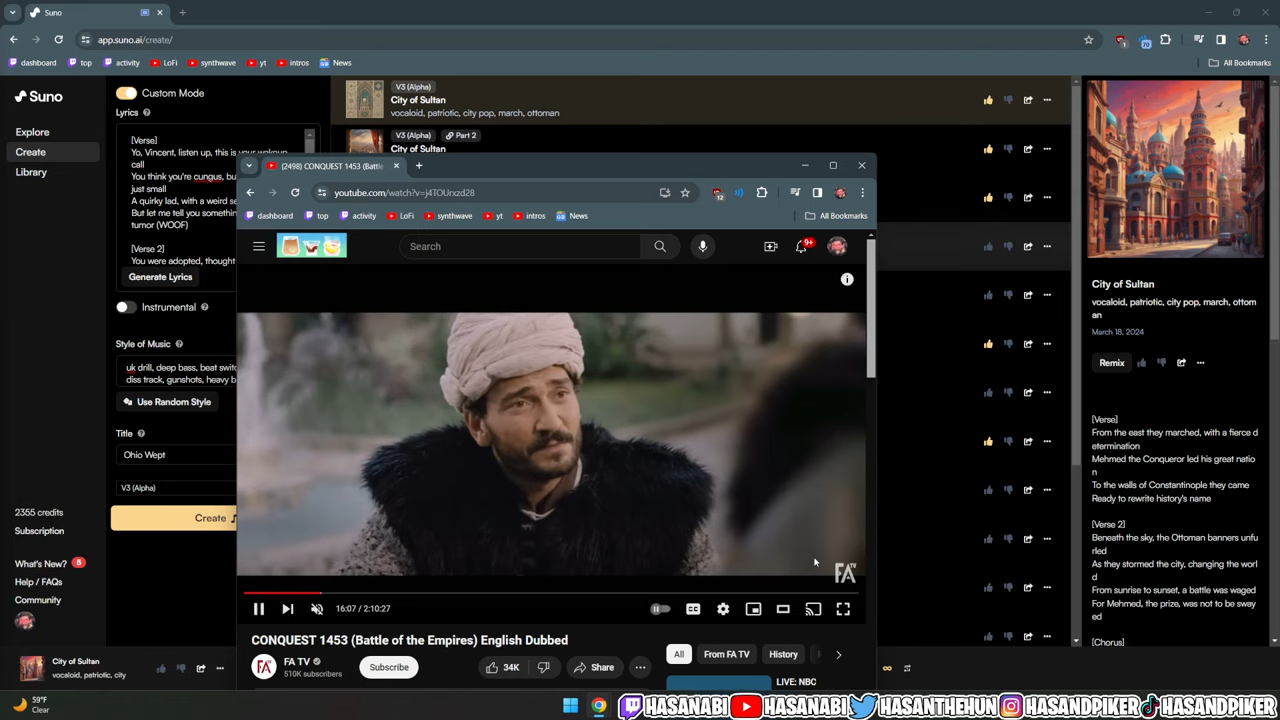 Suno
app.suno.ai/create/
dashboard
top
activity
LoFi
synthwave
yt
intros
News
All Bookmarks
Suno
Explore
Create
Library
Custom Mode
Lyrics
[Verse]
Yo, Vincent, listen up, this is your wakeup
call
You think you're cungus, bu
just small
A quirky lad, with a weird se
But let me tell you somethin
tumor (WOOF)
[Verse 2]
You were adopted, thought
Generate Lyrics
Instrumental
Style of Music
uk drill, deep bass, beat switc
diss track, gunshots, heavy b
Use Random Style
Title
Ohio Wept
V3 (Alpha)
Create
2355 credits
Subscription
What's New?
5
Help / FAQs
Community
City of Sultan
vocaloid, patriotic, city
V3 (Alpha)
City of Sultan
vocaloid, patriotic, city pop, march, ottoman
V3 (Alpha)
Part 2
City of Sultan
(2498) CONQUEST 1453 (Battle
youtube.com/watch?v=j4TOUnxzd28
12
dashboard
top
activity
LoFi
synthwave
yt
intros
News
All Bookmarks
Search
9+
FATV
16:07 / 2:10:27
CC
CONQUEST 1453 (Battle of the Empires) English Dubbed
FA TV
510K subscribers
Subscribe
34K
Share
All
From FA TV
History
LIVE: NBC
City of Sultan
vocaloid, patriotic, city pop, march, ottom
an
March 18, 2024
Remix
[Verse]
From the east they marched, with a fierce d
etermination
Mehmed the Conqueror led his great natio
n
To the walls of Constantinople they came
Ready to rewrite history's name
[Verse 2]
Beneath the sky, the Ottoman banners unfu
rled
As they stormed the city, changing the worl
d
From sunrise to sunset, a battle was waged
For Mehmed, the prize, was not to be sway
ed
[Chorus]
59°F
Clear
HASANABI
HASANABI
HASANTHEHUN
HASANDPIKER
HASANDPIKER